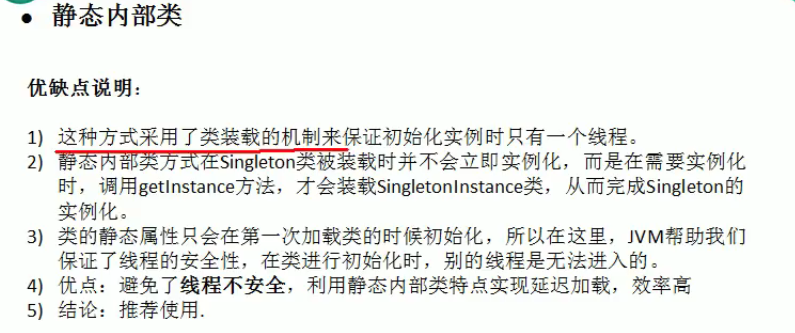 ● 静态内部类
优缺点说明：
1) 这种方式采用了类装载的机制来保证初始化实例时只有一个线程。
2) 静态内部类方式在Singleton类被装载时并不会立即实例化，而是在需要实例化
时，调用getInstance方法，才会装载SingletonInstance类，从而完成Singleton的
实例化。
3) 类的静态属性只会在第一次加载类的时候初始化，所以在这里，JVM帮助我们
保证了线程的安全性，在类进行初始化时，别的线程是无法进入的。
4) 优点：避免了线程不安全，利用静态内部类特点实现延迟加载，效率高
5) 结论：推荐使用.